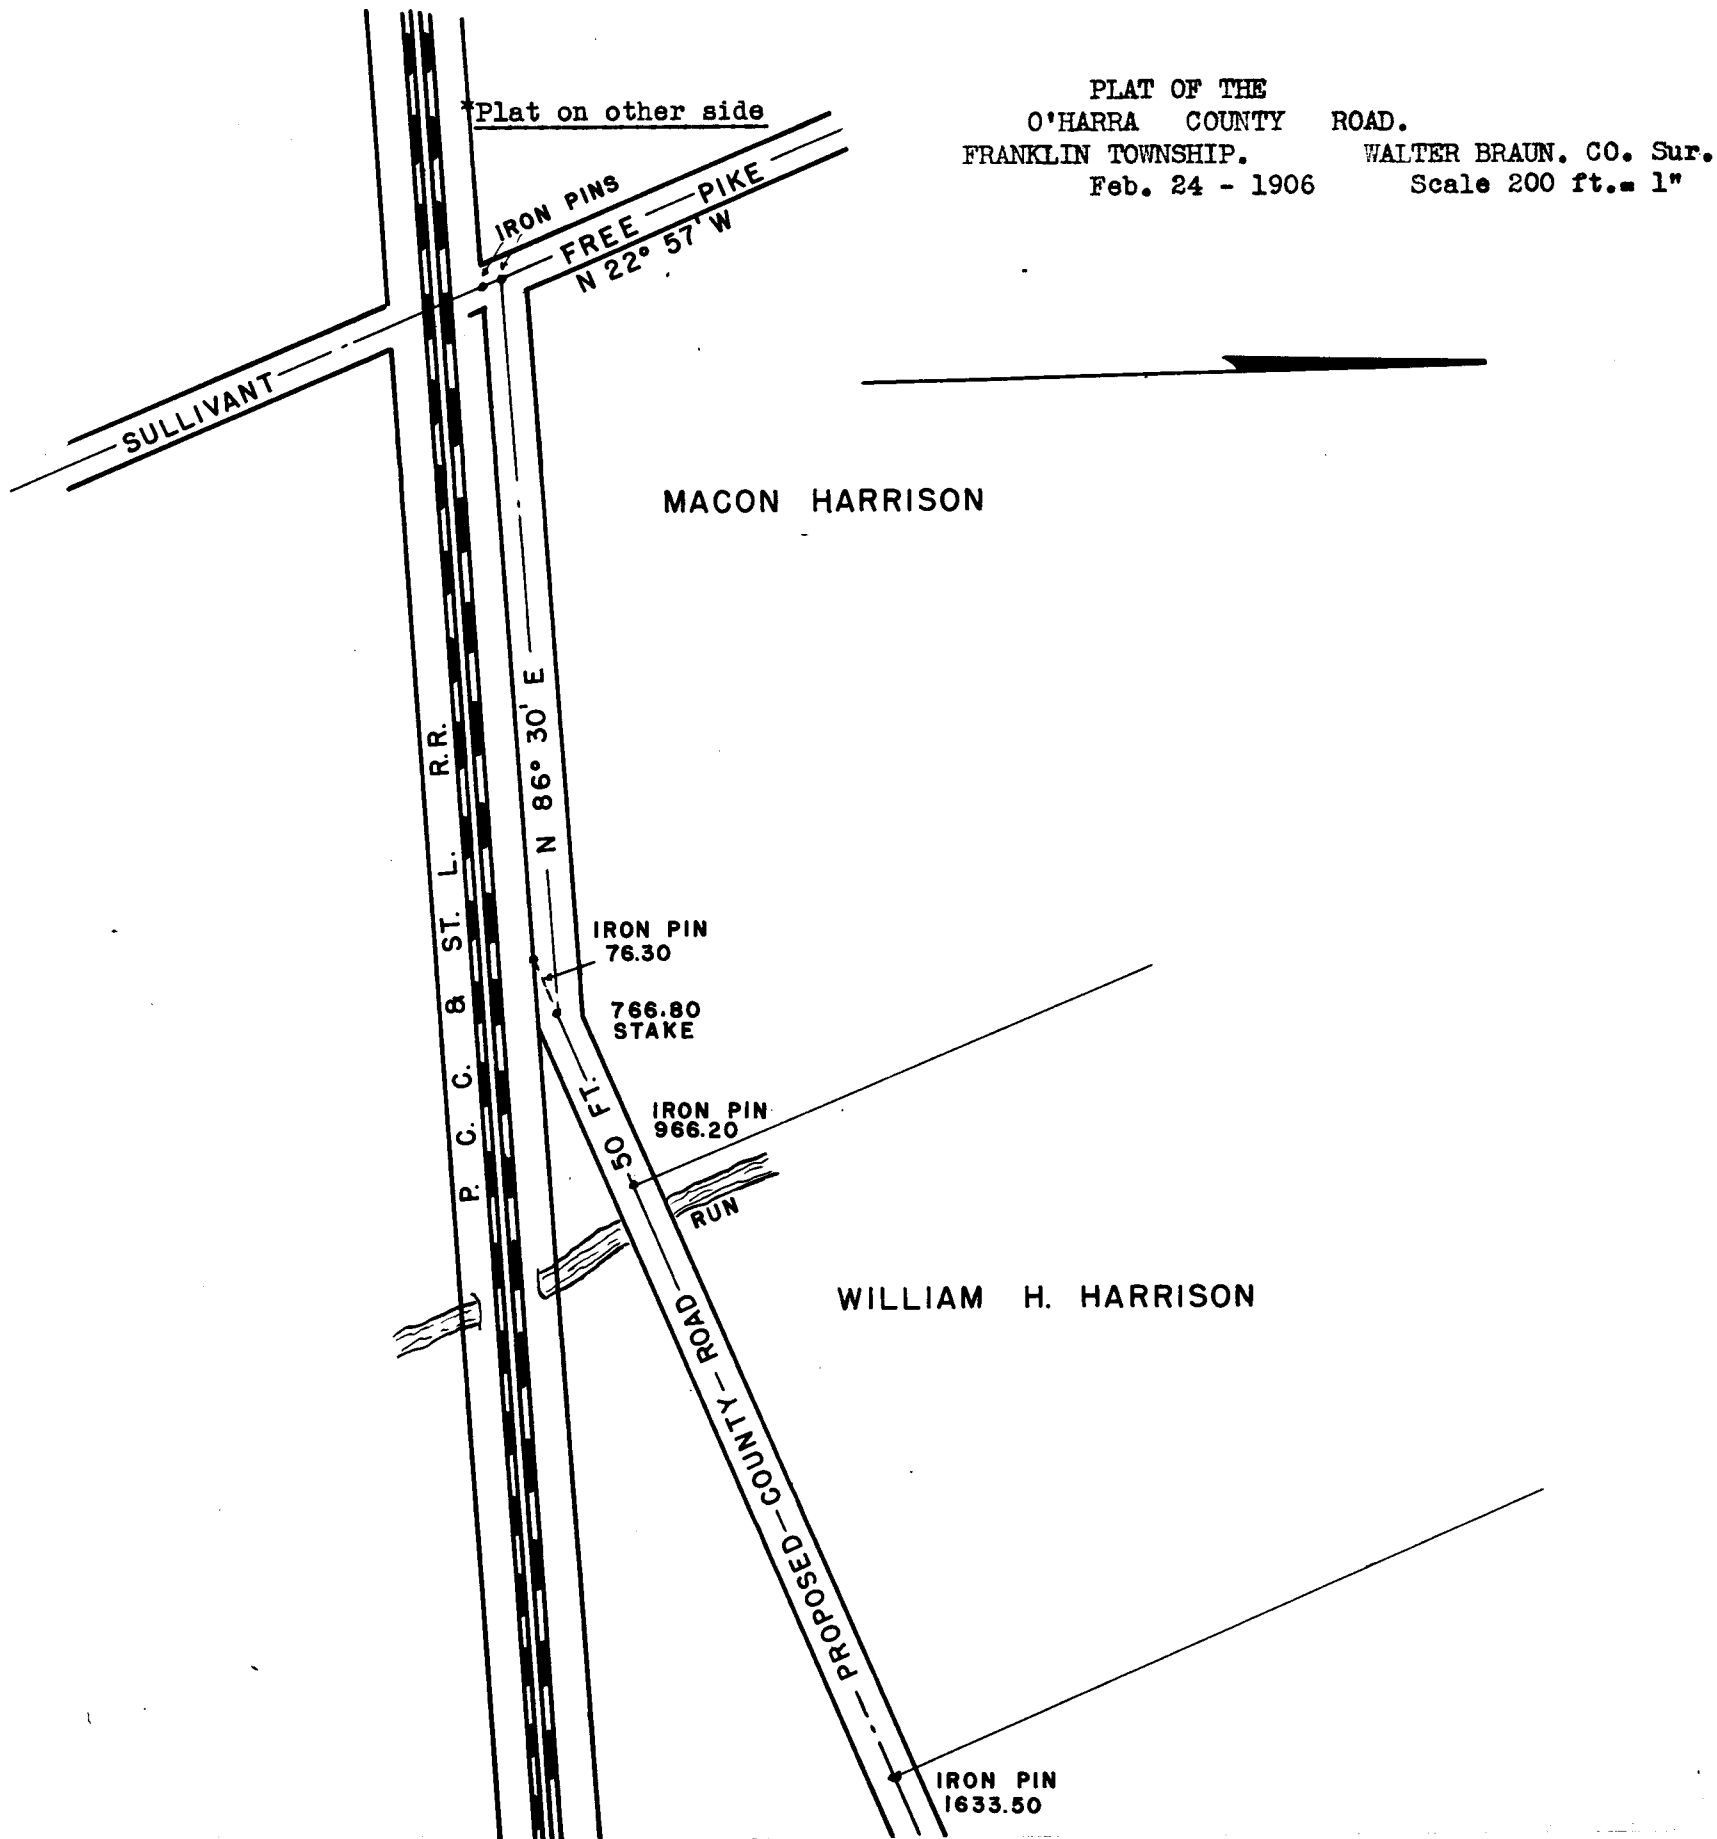 PLAT OF THE
O'HARRA COUNTY ROAD.
FRANKLIN TOWNSHIP. WALTER BRAUN. CO. Sur.
Feb. 24 - 1906 Scale 200 ft.= 1"
*Plat on other side
IRON PINS
FREE PIKE
N 22° 57' W
SULLIVANT
MACON HARRISON
N 86° 30' E
P. C. C. & ST. L. R.R.
IRON PIN
76.30
766.80
STAKE
50 FT.
IRON PIN
966.20
RUN
WILLIAM H. HARRISON
PROPOSED COUNTY ROAD
IRON PIN
1633.50